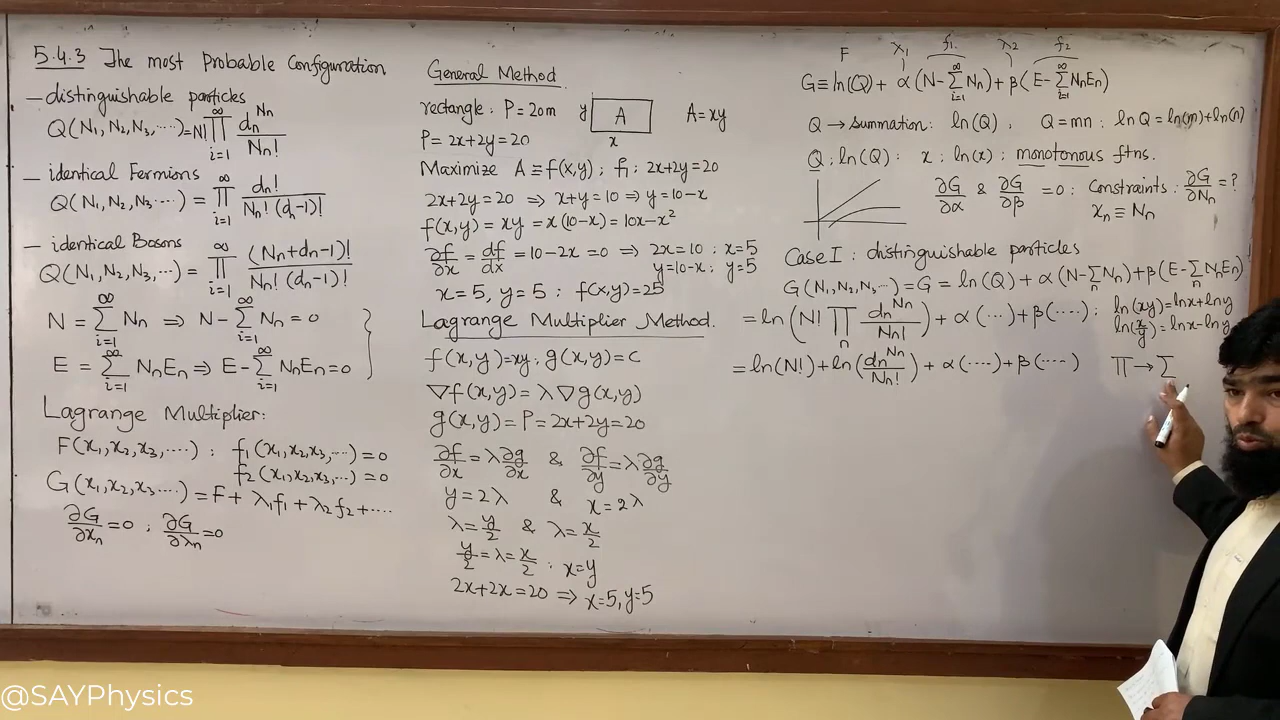 5.4.3 The most Probable Configuration
— distinguishable particles
Q(N₁,N₂,N₃,....)=N! ∏_{i=1}^{∞} dₙ^{Nₙ}/Nₙ!
— identical Fermions
Q(N₁,N₂,N₃.....) = ∏_{i=1}^{∞} dₙ!/(Nₙ!(dₙ-1)!)
— identical Bosons
Q(N₁,N₂,N₃,...) = ∏_{i=1}^{∞} (Nₙ+dₙ-1)!/(Nₙ!(dₙ-1)!)
N = ∑_{i=1}^{∞} Nₙ ⇒ N-∑_{i=1}^{∞} Nₙ = 0
E = ∑_{i=1}^{∞} NₙEₙ ⇒ E-∑_{i=1}^{∞} NₙEₙ=0 }
Lagrange Multiplier:
F(x₁,x₂,x₃,....) : f₁(x₁,x₂,x₃,...)=0
f₂(x₁,x₂,x₃,...)=0
G(x₁,x₂,x₃....) = F+ λ₁f₁+λ₂f₂+....
∂G/∂xₙ=0 ; ∂G/∂λₙ=0
General Method
rectangle: P=20m y A x A=xy
P=2x+2y=20
Maximize A≡f(x,y) ; f₁: 2x+2y=20
2x+2y=20 ⇒ x+y=10 ⇒ y=10-x
f(x,y)=xy=x(10-x)=10x-x²
∂f/∂x = df/dx =10-2x=0 ⇒ 2x=10 ; x=5
y=10-x ; y=5
x=5, y=5 ; f(x,y)=25
Lagrange Multiplier Method.
f(x,y)=xy ; g(x,y)=C
∇f(x,y)=λ∇g(x,y)
g(x,y)=P=2x+2y=20
∂f/∂x=λ∂g/∂x & ∂f/∂y=λ∂g/∂y
y=2λ & x=2λ
λ=y/2 & λ=x/2
y/2=λ=x/2 : x=y
2x+2x=20 ⇒ x=5,y=5
F λ₁ f₁ λ₂ f₂
G≡ln(Q)+ α(N-∑_{i=1}^{∞} Nₙ)+β(E-∑_{i=1}^{∞} NₙEₙ)
Q → Summation: ln(Q), Q=mn: lnQ=ln(m)+ln(n)
Q : ln(Q) : x ; ln(x) : monotonous ftns.
∂G/∂α & ∂G/∂β =0 : Constraints : ∂G/∂Nₙ=?
xₙ≡Nₙ
Case I : distinguishable particles
G(N₁,N₂,N₃...)=G = ln(Q)+α(N-∑ₙNₙ)+β(E-∑ₙNₙEₙ)
=ln(N! ∏ₙ dₙ^{Nₙ}/Nₙ!)+α(...)+β(....); ln(xy)=lnx+lny
ln(x/y)=lnx-lny
=ln(N!)+ln(dₙ^{Nₙ}/Nₙ!)+α(....)+β(....) ∏→∑
@SAYPhysics